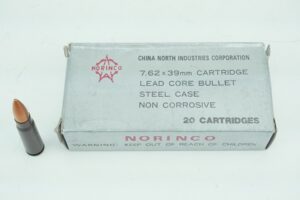 NORINCO
CHINA NORTH INDUSTRIES CORPORATION
7.62×39mm CARTRIDGE
LEAD CORE BULLET
STEEL CASE
NON CORROSIVE
20 CARTRIDGES
NORINCO
WARNING: KEEP OUT OF REACH OF CHILDREN